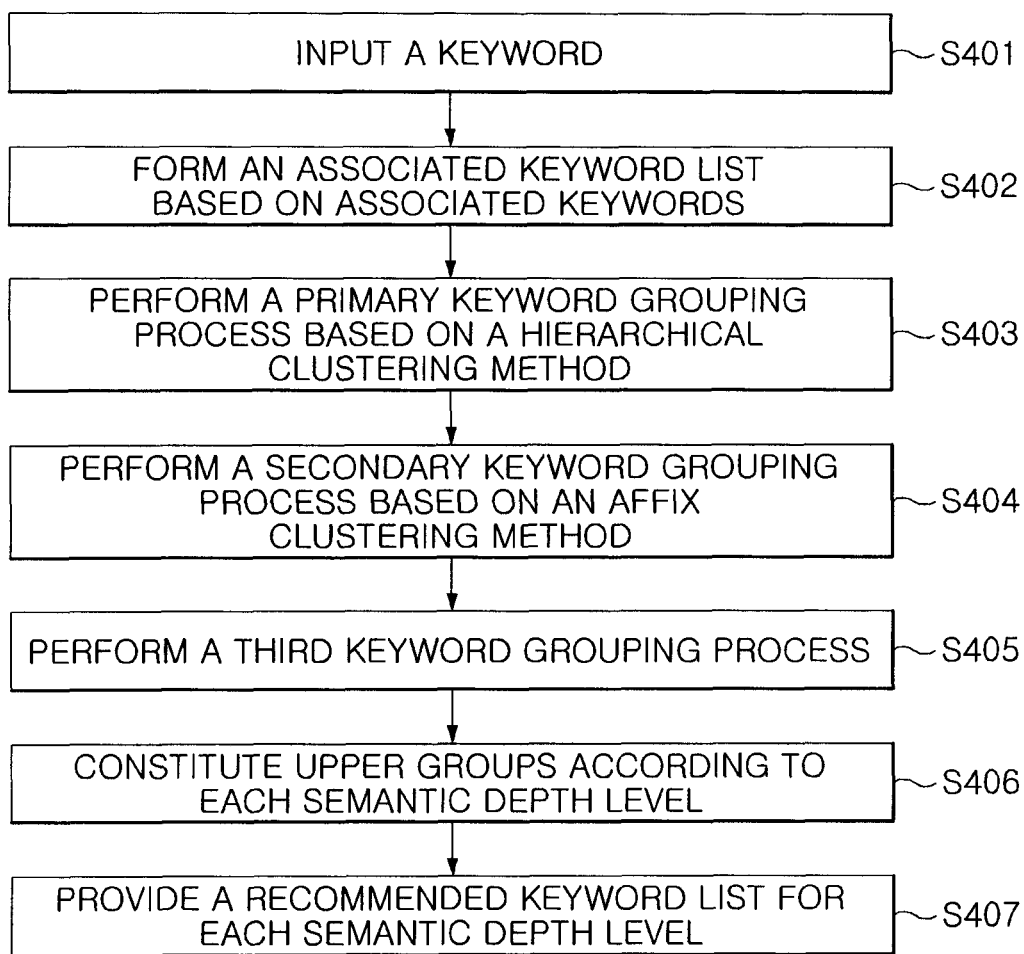 INPUT A KEYWORD
S401
FORM AN ASSOCIATED KEYWORD LIST
BASED ON ASSOCIATED KEYWORDS
S402
PERFORM A PRIMARY KEYWORD GROUPING
PROCESS BASED ON A HIERARCHICAL
CLUSTERING METHOD
S403
PERFORM A SECONDARY KEYWORD GROUPING
PROCESS BASED ON AN AFFIX
CLUSTERING METHOD
S404
PERFORM A THIRD KEYWORD GROUPING PROCESS
S405
CONSTITUTE UPPER GROUPS ACCORDING TO
EACH SEMANTIC DEPTH LEVEL
S406
PROVIDE A RECOMMENDED KEYWORD LIST FOR
EACH SEMANTIC DEPTH LEVEL
S407